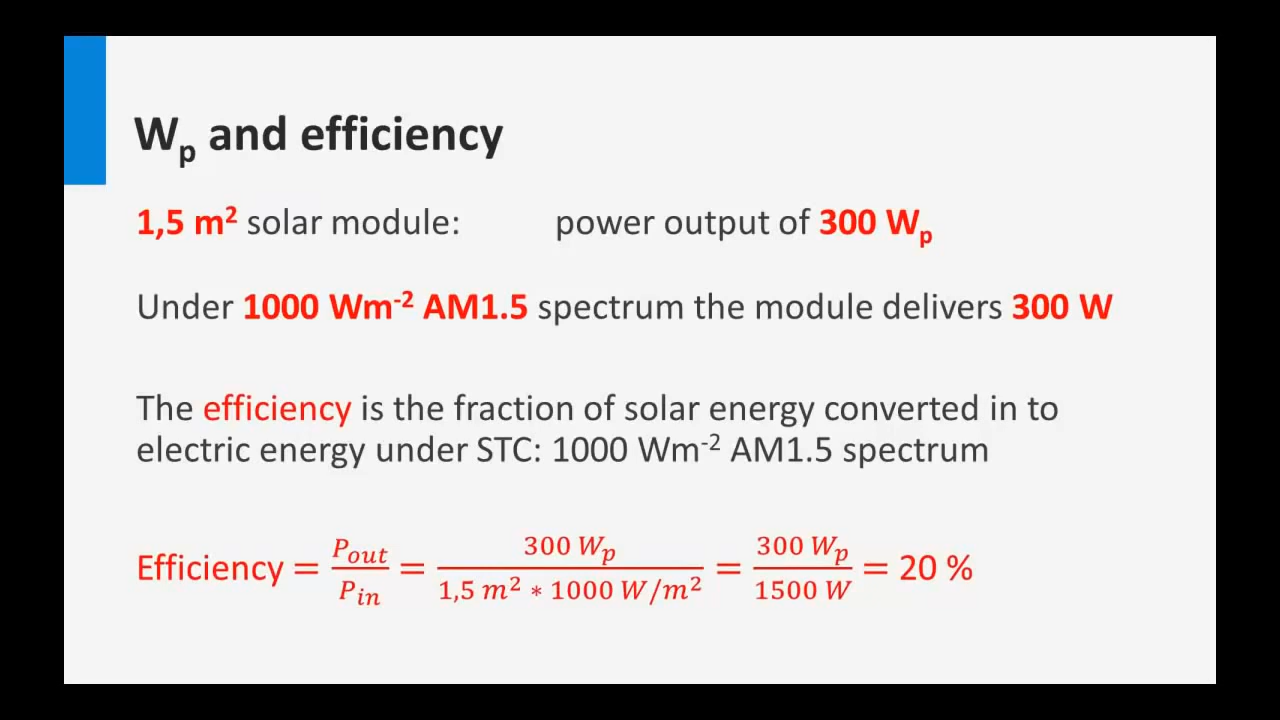 Wp and efficiency
1,5 m² solar module: power output of 300 Wp
Under 1000 Wm⁻² AM1.5 spectrum the module delivers 300 W
The efficiency is the fraction of solar energy converted in to
electric energy under STC: 1000 Wm⁻² AM1.5 spectrum
Efficiency = Pout/Pin = 300 Wp/(1,5 m² * 1000 W/m²) = 300 Wp/1500 W = 20 %